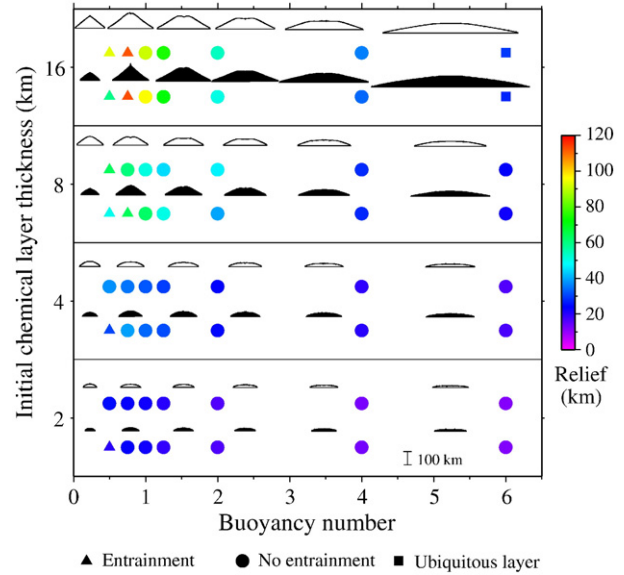 Initial chemical layer thickness (km)
16
8
4
2
100 km
0 1 2 3 4 5 6
Buoyancy number
120
100
80
60
40
20
0
Relief
(km)
Entrainment No entrainment Ubiquitous layer